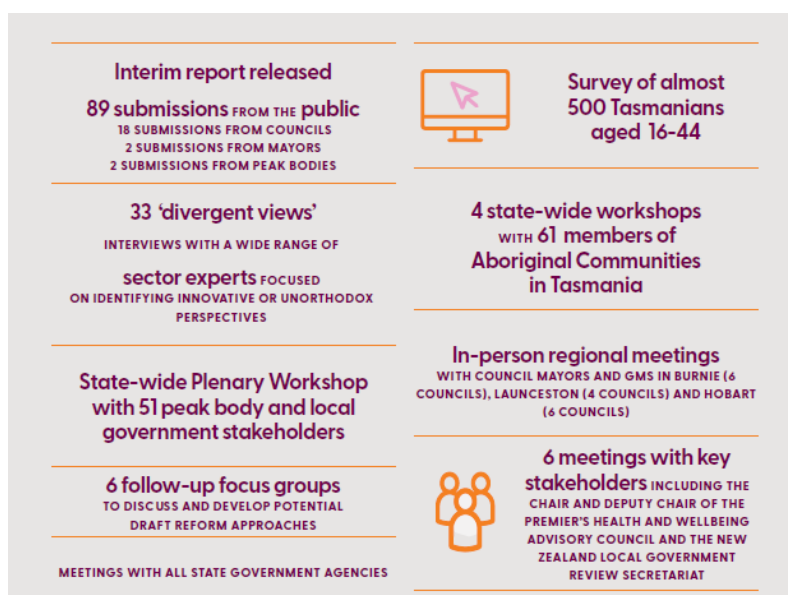 Interim report released
89 submissions FROM THE public
18 SUBMISSIONS FROM COUNCILS
2 SUBMISSIONS FROM MAYORS
2 SUBMISSIONS FROM PEAK BODIES
33 ‘divergent views’
INTERVIEWS WITH A WIDE RANGE OF
sector experts FOCUSED
ON IDENTIFYING INNOVATIVE OR UNORTHODOX
PERSPECTIVES
State-wide Plenary Workshop
with 51 peak body and local
government stakeholders
6 follow-up focus groups
TO DISCUSS AND DEVELOP POTENTIAL
DRAFT REFORM APPROACHES
MEETINGS WITH ALL STATE GOVERNMENT AGENCIES
Survey of almost
500 Tasmanians
aged 16-44
4 state-wide workshops
WITH 61 members of
Aboriginal Communities
in Tasmania
In-person regional meetings
WITH COUNCIL MAYORS AND GMS IN BURNIE (6
COUNCILS), LAUNCESTON (4 COUNCILS) AND HOBART
(6 COUNCILS)
6 meetings with key
stakeholders INCLUDING THE
CHAIR AND DEPUTY CHAIR OF THE
PREMIER’S HEALTH AND WELLBEING
ADVISORY COUNCIL AND THE NEW
ZEALAND LOCAL GOVERNMENT
REVIEW SECRETARIAT